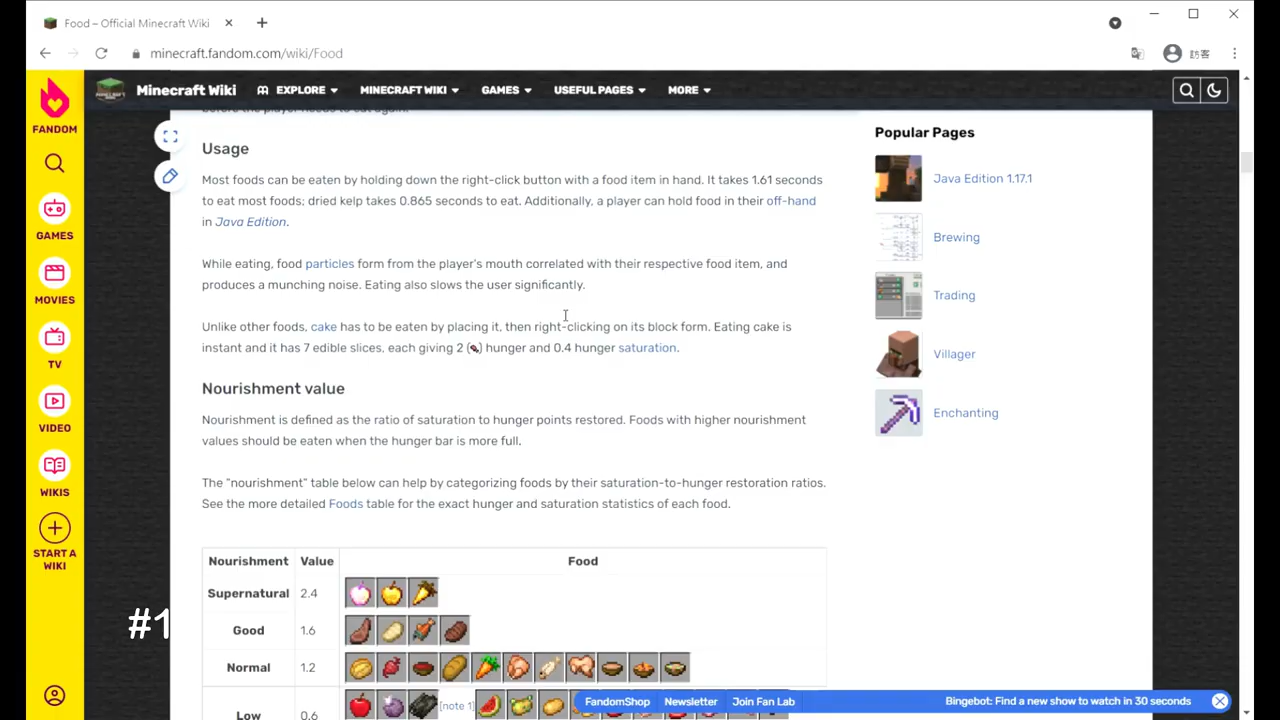 Food – Official Minecraft Wiki
minecraft.fandom.com/wiki/Food
訪客
FANDOM
GAMES
MOVIES
TV
VIDEO
WIKIS
START A
WIKI
Minecraft Wiki
EXPLORE
MINECRAFT WIKI
GAMES
USEFUL PAGES
MORE
before the player needs to eat again.
Usage
Most foods can be eaten by holding down the right-click button with a food item in hand. It takes 1.61 seconds
to eat most foods; dried kelp takes 0.865 seconds to eat. Additionally, a player can hold food in their off-hand
in Java Edition.
le eating, food particles form from the player's mouth correlated with their respective food item, and
produces a munching noise. Eating also slows the user significantly.
Unlike other foods, cake has to be eaten by placing it, then right-clicking on its block form. Eating cake is
instant and it has 7 edible slices, each giving 2 () hunger and 0.4 hunger saturation.
Nourishment value
Nourishment is defined as the ratio of saturation to hunger points restored. Foods with higher nourishment
values should be eaten when the hunger bar is more full.
The "nourishment" table below can help by categorizing foods by their saturation-to-hunger restoration ratios.
See the more detailed Foods table for the exact hunger and saturation statistics of each food.
Nourishment Value Food
Supernatural 2.4
Good 1.6
Normal 1.2
Low 0.6 [note 1]
#1
Popular Pages
Java Edition 1.17.1
Brewing
Trading
Villager
Enchanting
FandomShop Newsletter Join Fan Lab Bingebot: Find a new show to watch in 30 seconds